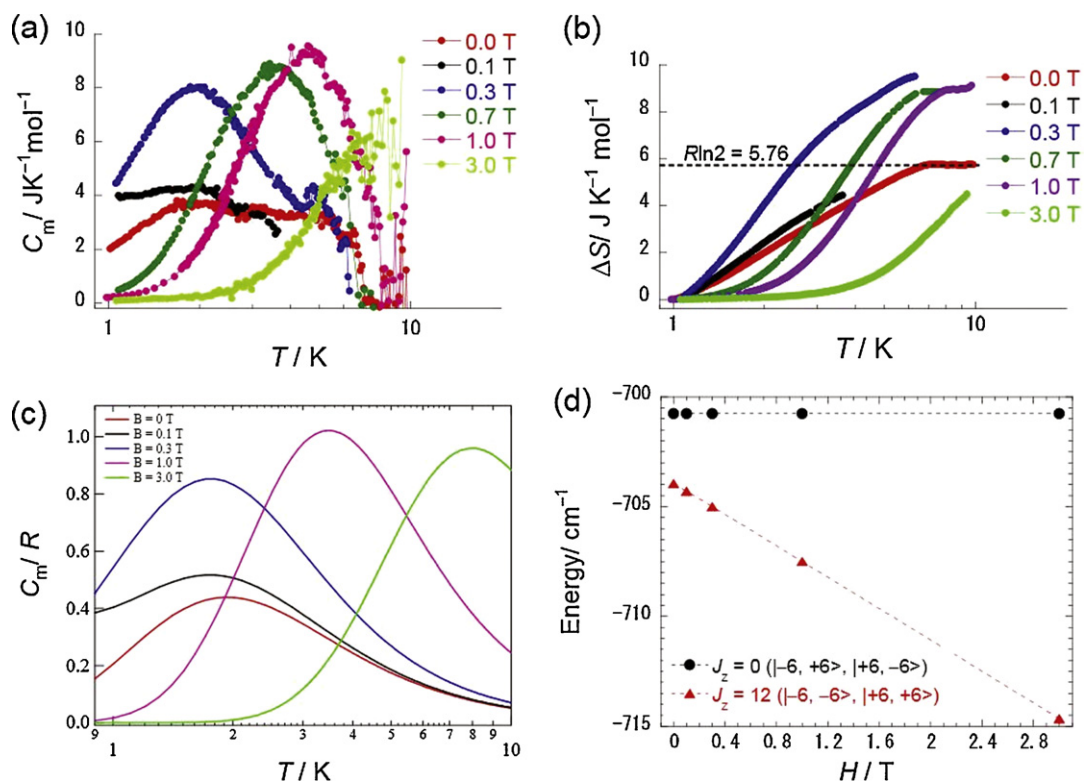 (a)
C_m / JK⁻¹mol⁻¹
10
8
6
4
2
0
1
10
T / K
0.0 T
0.1 T
0.3 T
0.7 T
1.0 T
3.0 T
(b)
ΔS/ J K⁻¹ mol⁻¹
10
8
6
4
2
0
Rln2 = 5.76
1
10
T / K
0.0 T
0.1 T
0.3 T
0.7 T
1.0 T
3.0 T
(c)
C_m/ R
B = 0 T
B = 0.1 T
B = 0.3 T
B = 1.0 T
B = 3.0 T
1.0
0.8
0.6
0.4
0.2
0.0
9 1 2 3 4 5 6 7 8 9 10
T / K
(d)
Energy/ cm⁻¹
−700
−705
−710
−715
J_z = 0 (|−6, +6>, |+6, −6>)
J_z = 12 (|−6, −6>, |+6, +6>)
0 0.4 0.8 1.2 1.6 2 2.4 2.8
H / T